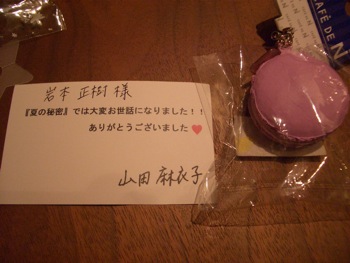 岩本 正樹 様
『夏の秘密』では大変お世話になりました！！
ありがとうございました♥
山田 麻衣子
CAFÉ DE N